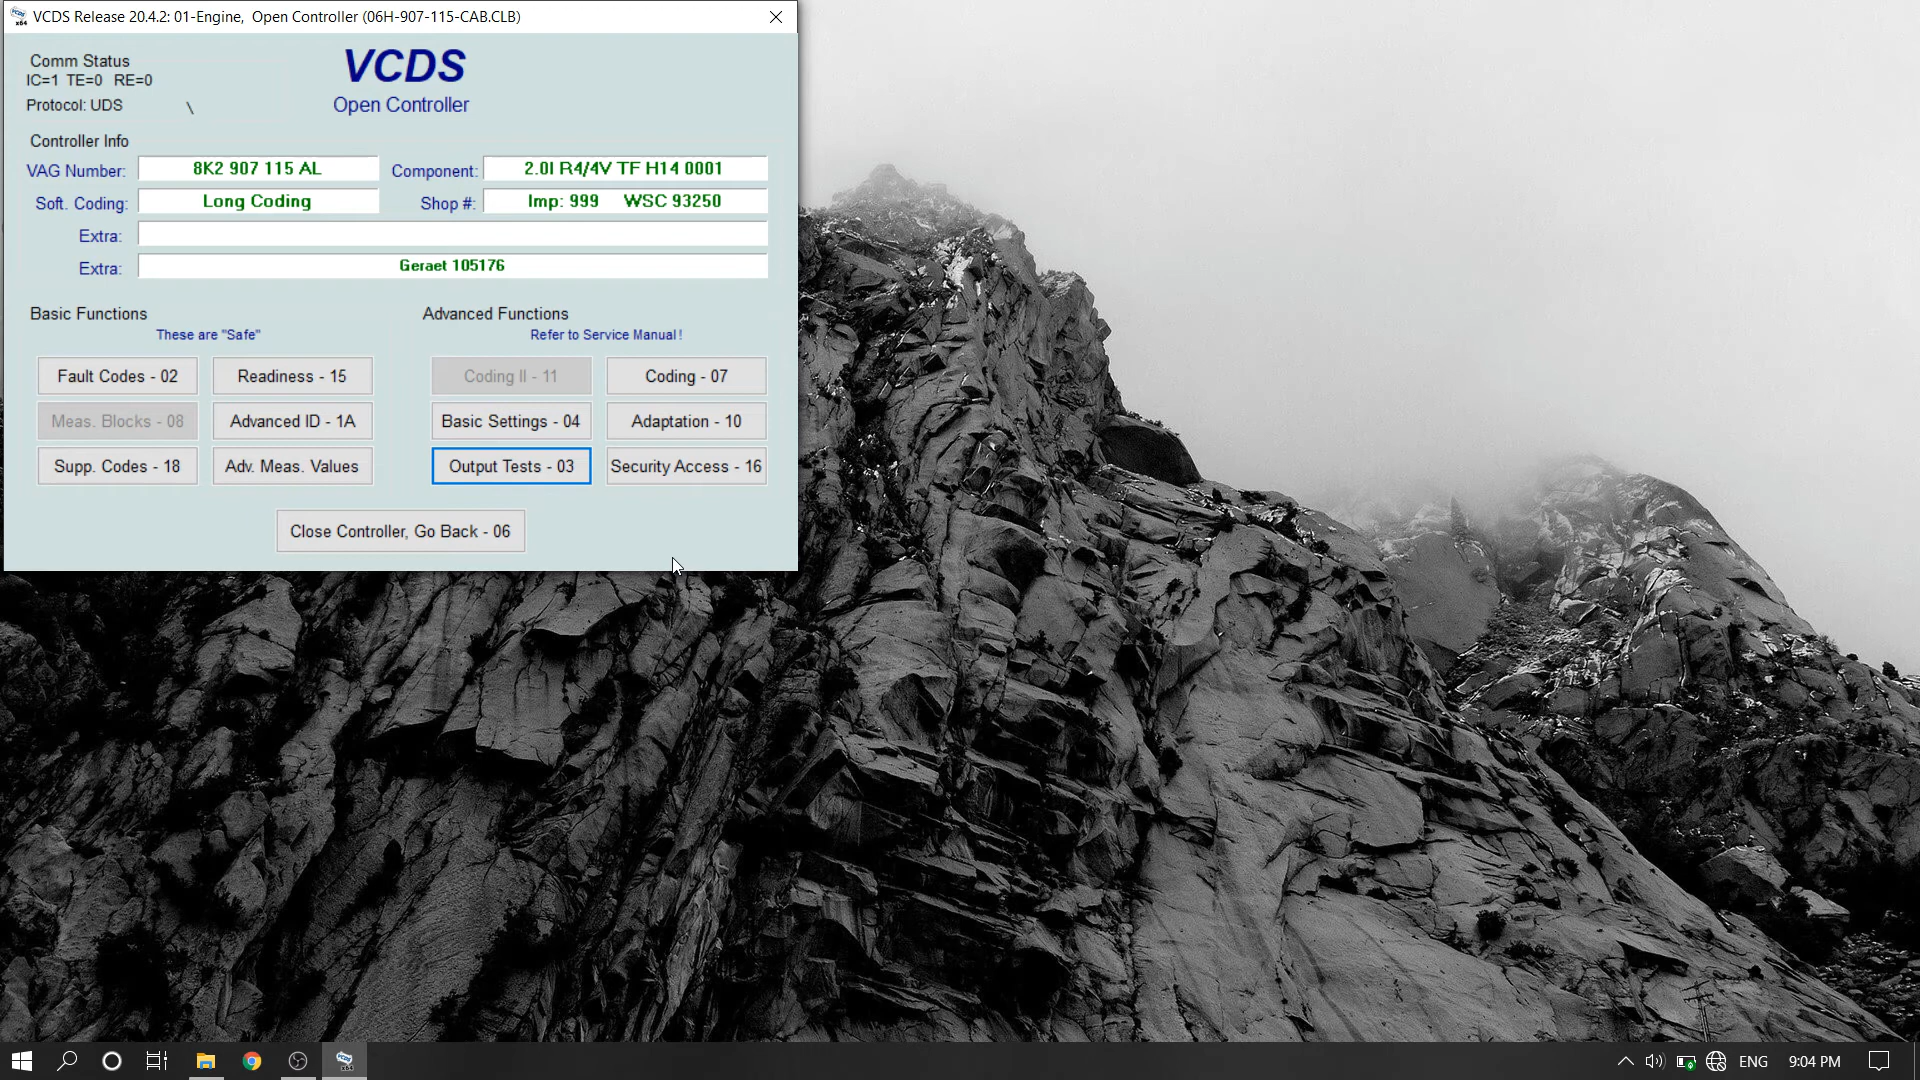 VCDS Release 20.4.2: 01-Engine,  Open Controller (06H-907-115-CAB.CLB)
Comm Status
IC=1  TE=0   RE=0
Protocol: UDS
\
VCDS
Open Controller
Controller Info
VAG Number: 8K2 907 115 AL
Component: 2.0l R4/4V TF H14 0001
Soft. Coding: Long Coding
Shop #: Imp: 999     WSC 93250
Extra:
Extra: Geraet 105176
Basic Functions
These are "Safe"
Advanced Functions
Refer to Service Manual!
Fault Codes - 02
Readiness - 15
Coding II - 11
Coding - 07
Meas. Blocks - 08
Advanced ID - 1A
Basic Settings - 04
Adaptation - 10
Supp. Codes - 18
Adv. Meas. Values
Output Tests - 03
Security Access - 16
Close Controller, Go Back - 06
ENG
9:04 PM